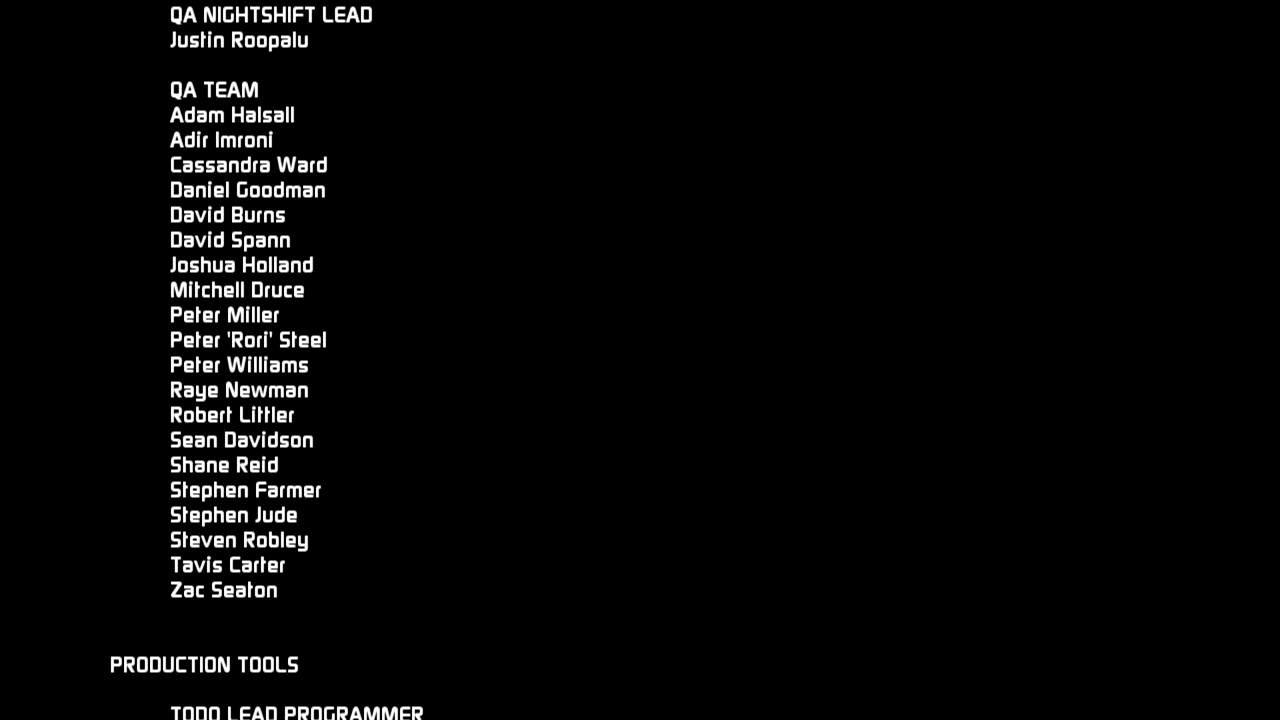 QA NIGHTSHIFT LEAD
Justin Roopalu
QA TEAM
Adam Halsall
Adir Imroni
Cassandra Ward
Daniel Goodman
David Burns
David Spann
Joshua Holland
Mitchell Druce
Peter Miller
Peter 'Rori' Steel
Peter Williams
Raye Newman
Robert Littler
Sean Davidson
Shane Reid
Stephen Farmer
Stephen Jude
Steven Robley
Tavis Carter
Zac Seaton
PRODUCTION TOOLS
TODO LEAD PROGRAMMER